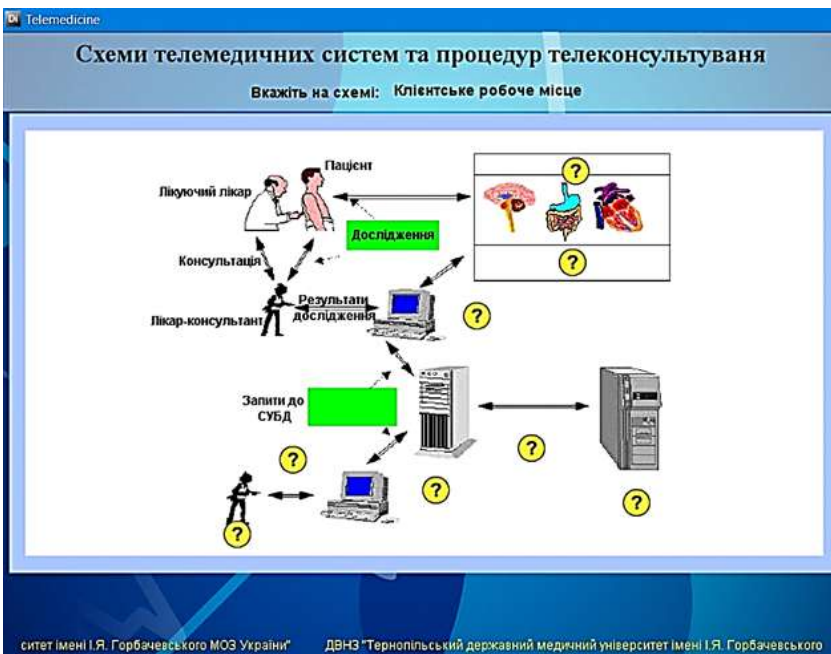 Telemedicine
Схеми телемедичних систем та процедур телеконсультуваня
Вкажіть на схемі: Клієнтське робоче місце
Пацієнт
?
Лікуючий лікар
Дослідження
Консультація
?
Результати
дослідження
Лікар-консультант
?
Запити до
СУБД
?
?
?
?
?
ситет імені І.Я. Горбачевського МОЗ України" ДВНЗ "Тернопільський державний медичний університет імені І.Я. Горбачевського